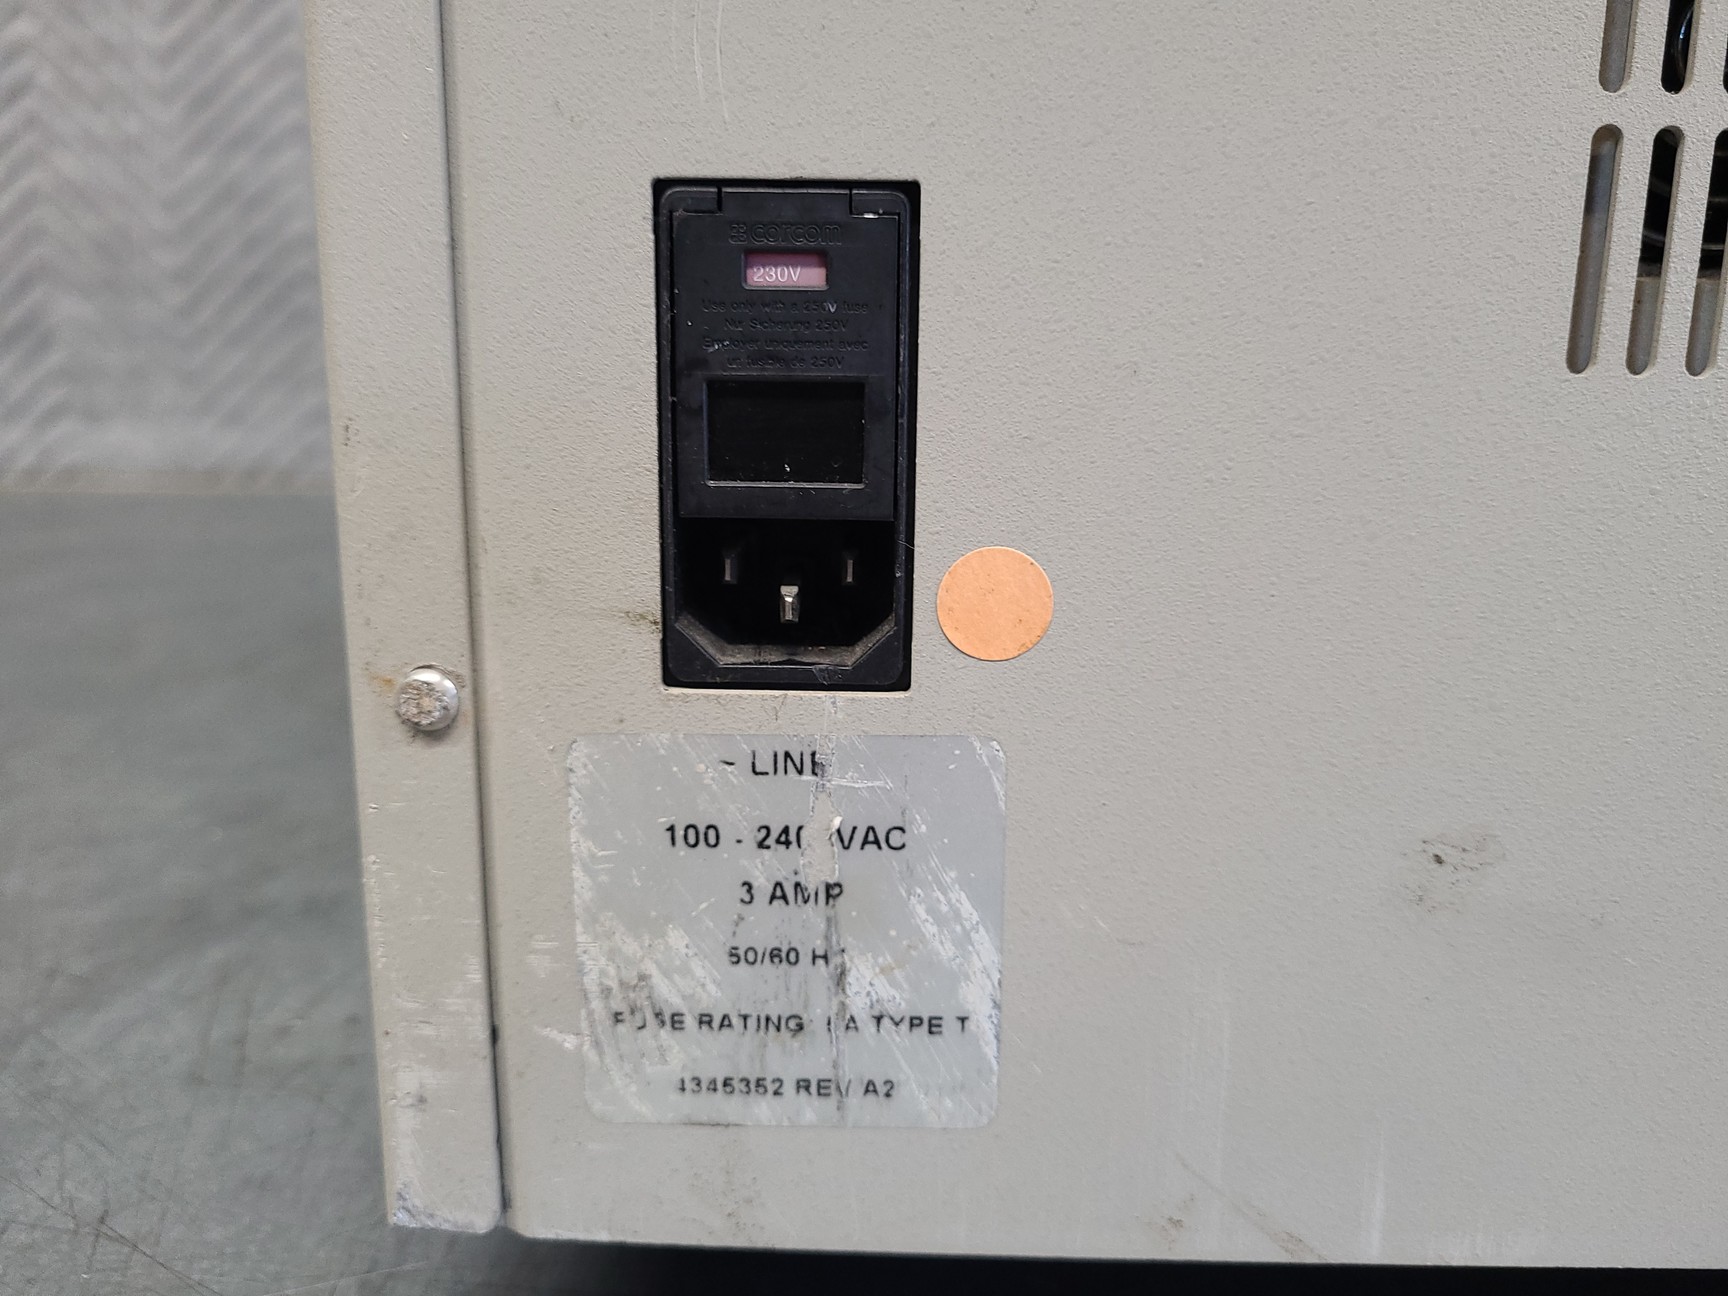 corcom
230V
Use only with a 250V fuse
Nur Sicherung 250V
Employer uniquement avec
un fusible de 250V
~ LINE
100 - 240 VAC
3 AMP
50/60 H
FUSE RATING: A TYPE T
4345352 REV A2